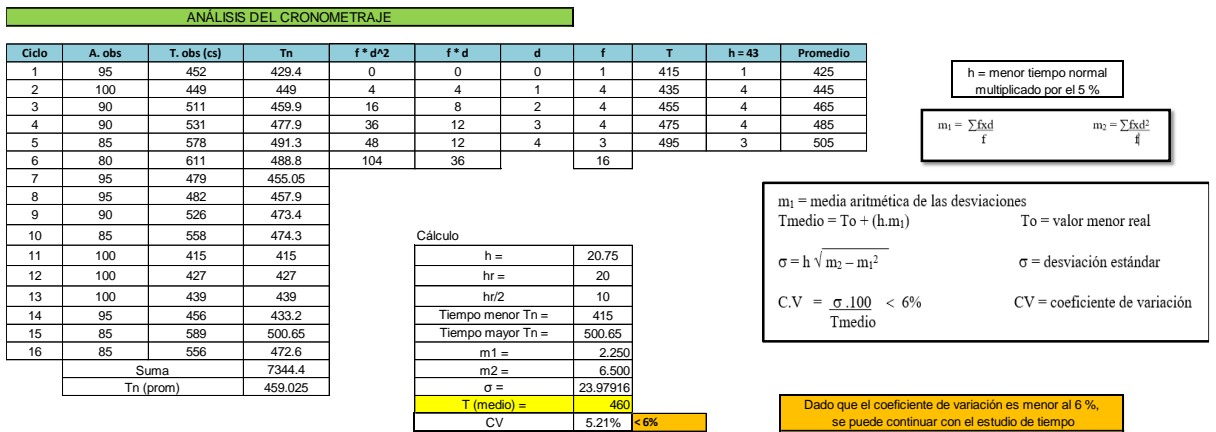 ANÁLISIS DEL CRONOMETRAJE
Ciclo A. obs T. obs (cs) Tn f * d^2 f * d d f T h = 43 Promedio
1 95 452 429.4 0 0 0 1 415 1 425
2 100 449 449 4 4 1 4 435 4 445
3 90 511 459.9 16 8 2 4 455 4 465
4 90 531 477.9 36 12 3 4 475 4 485
5 85 578 491.3 48 12 4 3 495 3 505
6 80 611 488.8 104 36 16
7 95 479 455.05
8 95 482 457.9
9 90 526 473.4
10 85 558 474.3
11 100 415 415
12 100 427 427
13 100 439 439
14 95 456 433.2
15 85 589 500.65
16 85 556 472.6
Suma 7344.4
Tn (prom) 459.025
Cálculo
h = 20.75
hr = 20
hr/2 10
Tiempo menor Tn = 415
Tiempo mayor Tn = 500.65
m1 = 2.250
m2 = 6.500
σ = 23.97916
T (medio) = 460
CV 5.21% < 6%
h = menor tiempo normal
multiplicado por el 5 %
m₁ = ∑fxd m₂ = ∑fxd²
f f
m₁ = media aritmética de las desviaciones
Tmedio = To + (h.m₁) To = valor menor real
σ = h √ m₂ – m₁² σ = desviación estándar
C.V = σ .100 < 6% CV = coeficiente de variación
Tmedio
Dado que el coeficiente de variación es menor al 6 %,
se puede continuar con el estudio de tiempo